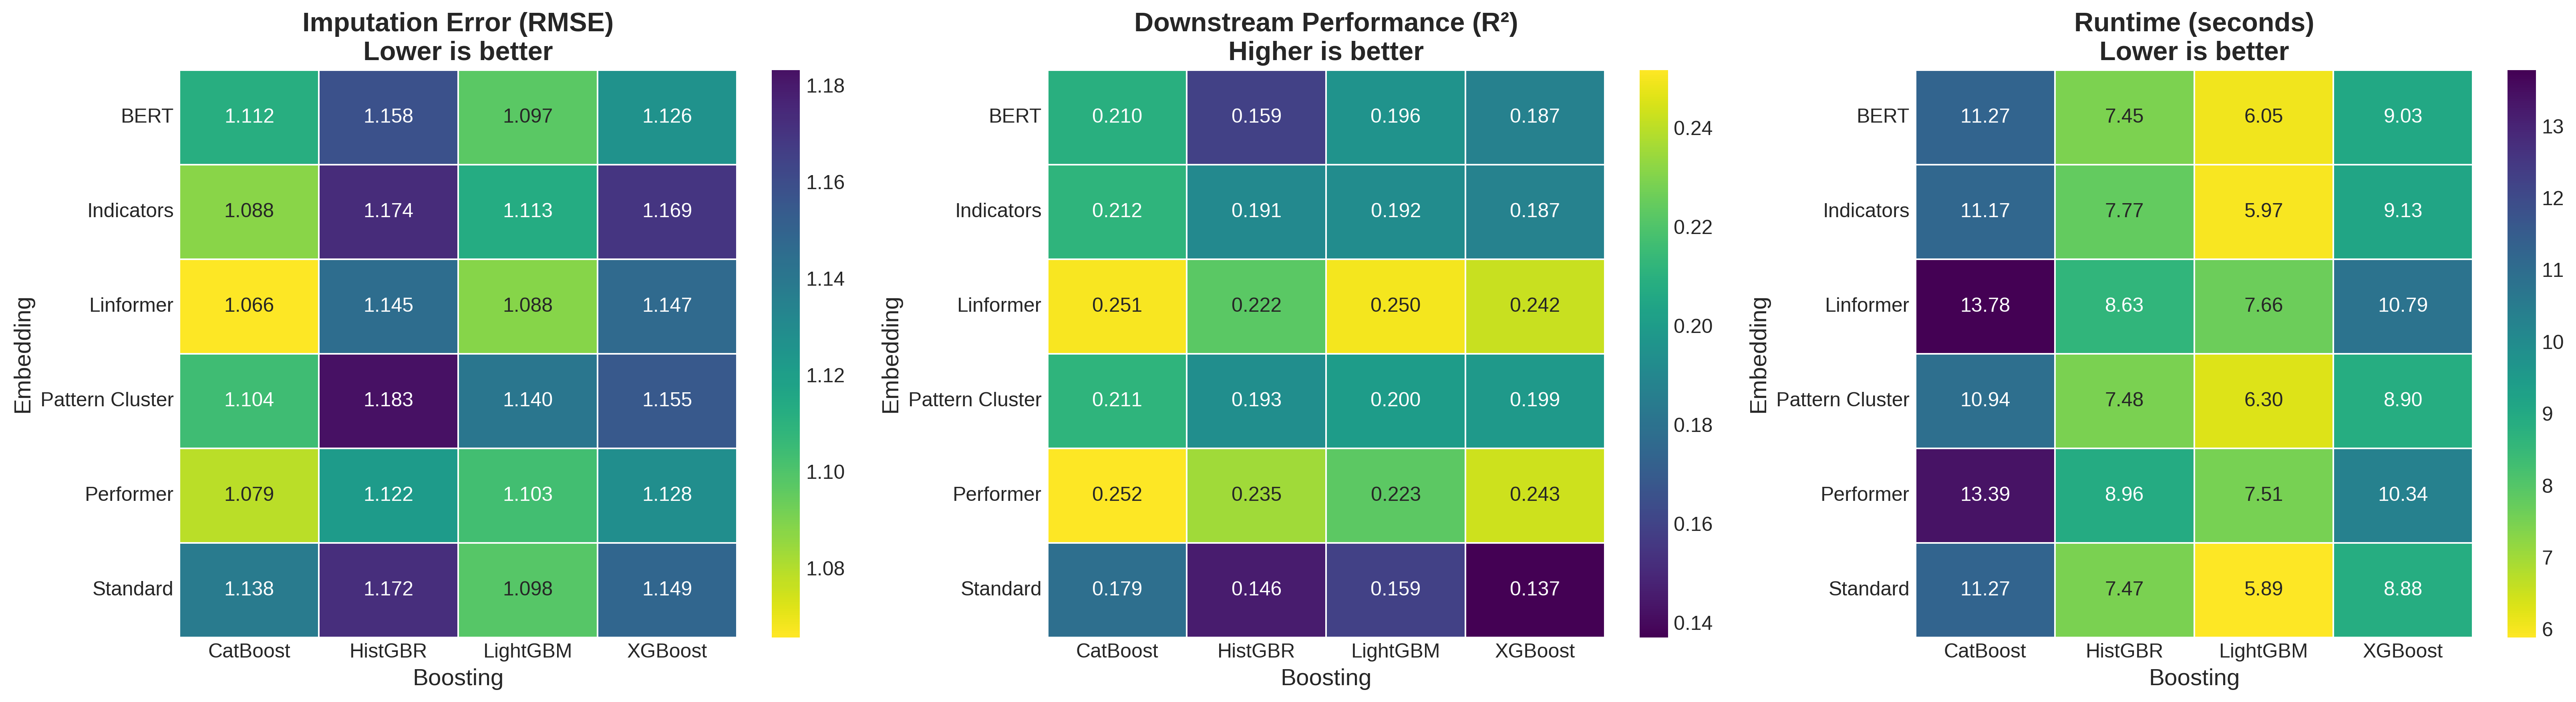 Imputation Error (RMSE)
Lower is better
Embedding
BERT 1.112 1.158 1.097 1.126
Indicators 1.088 1.174 1.113 1.169
Linformer 1.066 1.145 1.088 1.147
Pattern Cluster 1.104 1.183 1.140 1.155
Performer 1.079 1.122 1.103 1.128
Standard 1.138 1.172 1.098 1.149
CatBoost HistGBR LightGBM XGBoost
Boosting
1.18
1.16
1.14
1.12
1.10
1.08
Downstream Performance (R²)
Higher is better
Embedding
BERT 0.210 0.159 0.196 0.187
Indicators 0.212 0.191 0.192 0.187
Linformer 0.251 0.222 0.250 0.242
Pattern Cluster 0.211 0.193 0.200 0.199
Performer 0.252 0.235 0.223 0.243
Standard 0.179 0.146 0.159 0.137
CatBoost HistGBR LightGBM XGBoost
Boosting
0.24
0.22
0.20
0.18
0.16
0.14
Runtime (seconds)
Lower is better
Embedding
BERT 11.27 7.45 6.05 9.03
Indicators 11.17 7.77 5.97 9.13
Linformer 13.78 8.63 7.66 10.79
Pattern Cluster 10.94 7.48 6.30 8.90
Performer 13.39 8.96 7.51 10.34
Standard 11.27 7.47 5.89 8.88
CatBoost HistGBR LightGBM XGBoost
Boosting
13
12
11
10
9
8
7
6